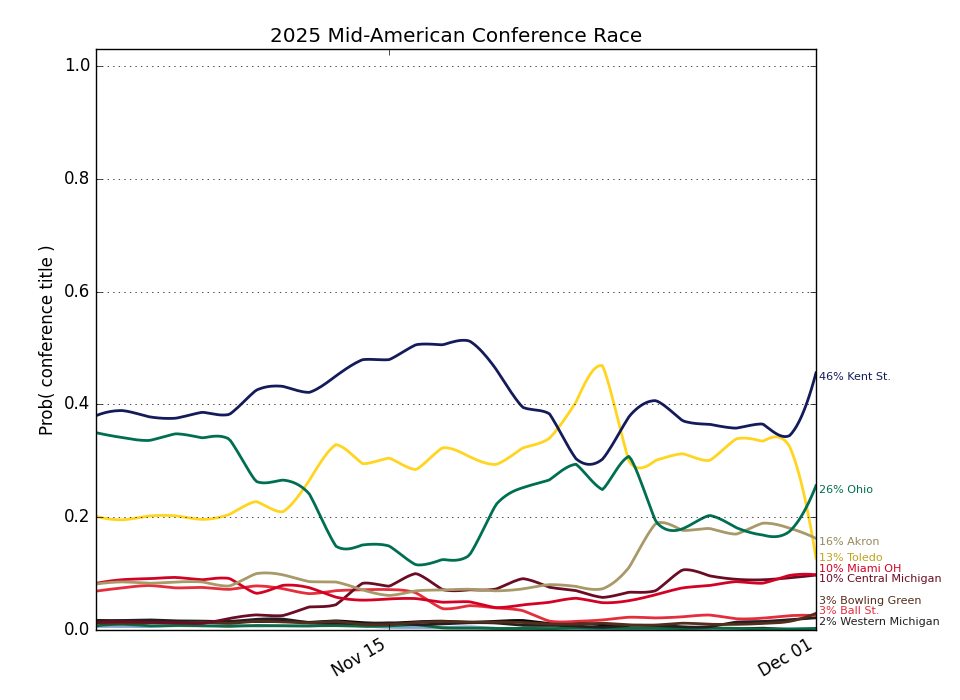 2025 Mid-American Conference Race
Prob( conference title )
1.0
0.8
0.6
0.4
0.2
0.0
Nov 15
Dec 01
46% Kent St.
26% Ohio
16% Akron
13% Toledo
10% Miami OH
10% Central Michigan
3% Bowling Green
3% Ball St.
2% Western Michigan